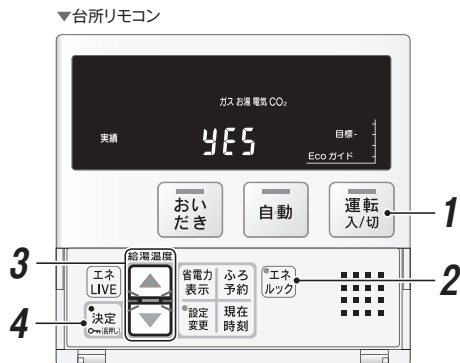 ▼台所リモコン
ガス お湯 電気 CO₂
実績
YES
目標-
Eco ガイド
おい
だき
自動
運転
入/切
1
3
給湯温度
エネ
LIVE
省電力
表示
ふろ
予約
エネ
ルック
2
4
決定
(長押し)
設定
変更
現在
時刻